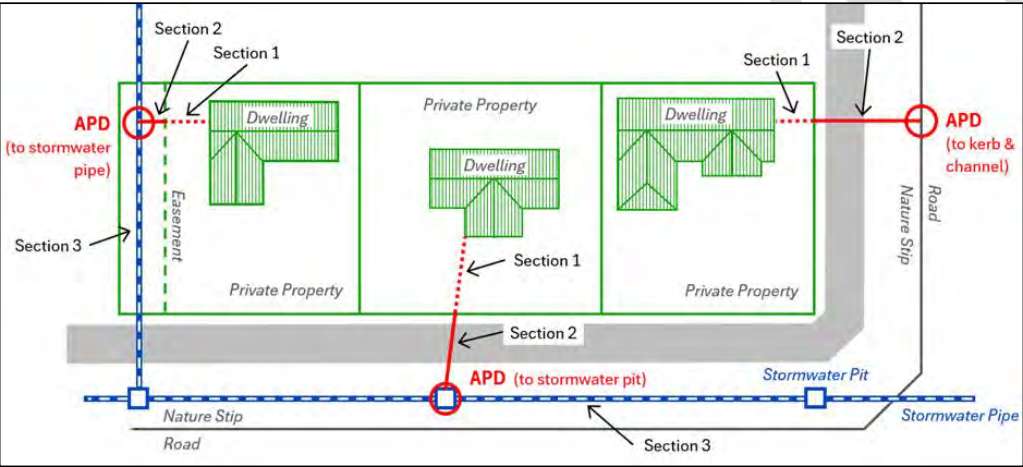 Section 2
Section 1
Section 2
Section 1
Private Property
Dwelling
Dwelling
Dwelling
APD
(to stormwater
pipe)
APD
(to kerb &
channel)
Easement
Nature Stip
Road
Section 3
Section 1
Private Property
Private Property
Section 2
APD (to stormwater pit)
Stormwater Pit
Nature Stip
Stormwater Pipe
Road
Section 3